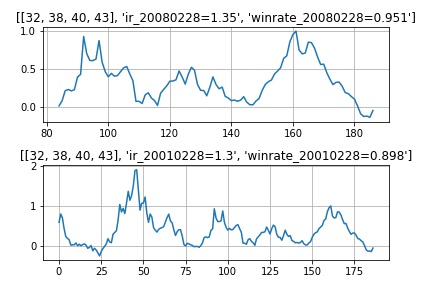 [[32, 38, 40, 43], 'ir_20080228=1.35', 'winrate_20080228=0.951']
1.0
0.5
0.0
80 100 120 140 160 180
[[32, 38, 40, 43], 'ir_20010228=1.3', 'winrate_20010228=0.898']
2
1
0
0 25 50 75 100 125 150 175